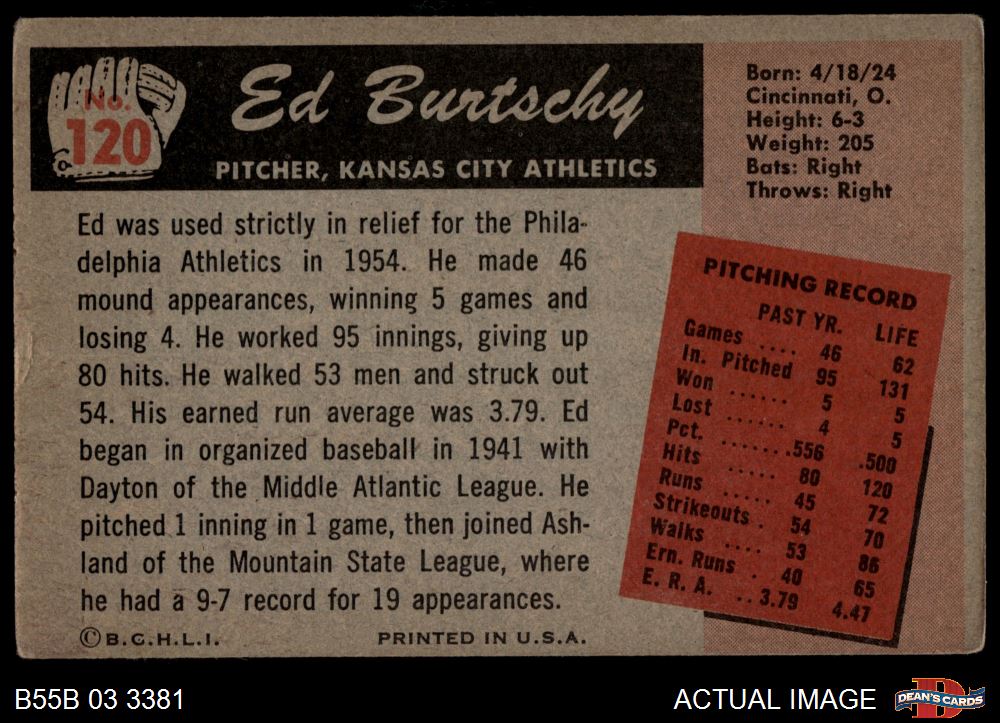 No.
120
Ed Burtschy
PITCHER, KANSAS CITY ATHLETICS
Born: 4/18/24
Cincinnati, O.
Height: 6-3
Weight: 205
Bats: Right
Throws: Right
Ed was used strictly in relief for the Phila-
delphia Athletics in 1954. He made 46
mound appearances, winning 5 games and
losing 4. He worked 95 innings, giving up
80 hits. He walked 53 men and struck out
54. His earned run average was 3.79. Ed
began in organized baseball in 1941 with
Dayton of the Middle Atlantic League. He
pitched 1 inning in 1 game, then joined Ash-
land of the Mountain State League, where
he had a 9-7 record for 19 appearances.
PITCHING RECORD
PAST YR. LIFE
Games .... 46 62
In. Pitched 95 131
Won ...... 5 5
Lost ...... 4 5
Pct. .......556 .500
Hits ..... 80 120
Runs ..... 45 72
Strikeouts . 54 70
Walks .... 53 86
Ern. Runs . 40 65
E. R. A. ..3.79 4.47
©B.G.H.L.I. PRINTED IN U.S.A.
B55B 03 3381 ACTUAL IMAGE D DEAN'S CARDS